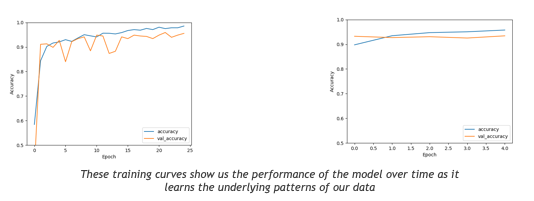 1.0
0.9
0.8
0.7
0.6
0.5
Accuracy
0 5 10 15 20 25
Epoch
accuracy
val_accuracy
1.0
0.9
0.8
0.7
0.6
0.5
Accuracy
0.0 0.5 1.0 1.5 2.0 2.5 3.0 3.5 4.0
Epoch
accuracy
val_accuracy
These training curves show us the performance of the model over time as it
learns the underlying patterns of our data